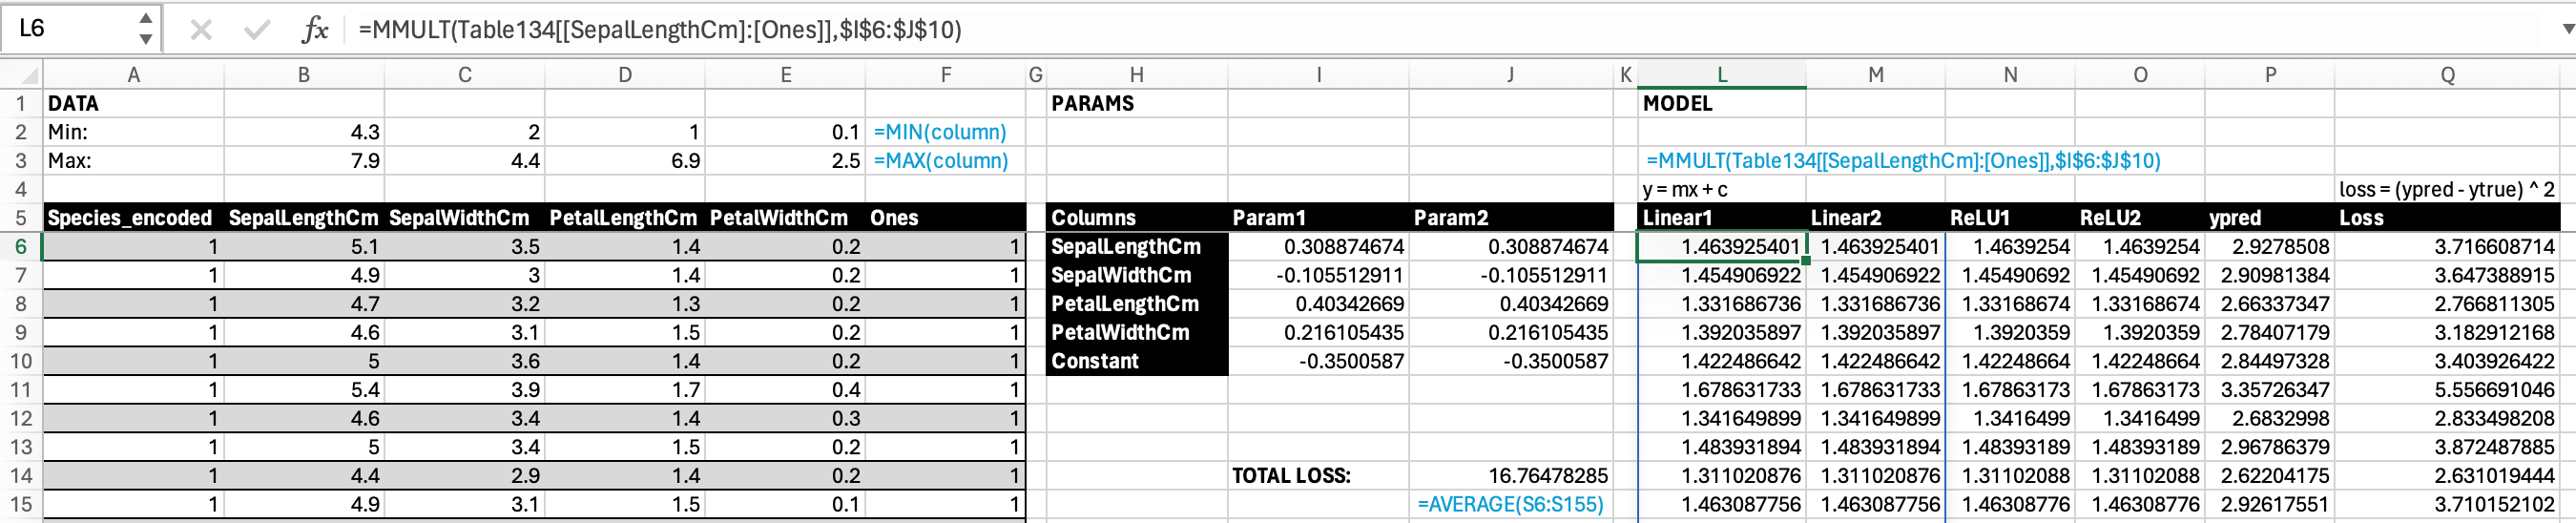 L6 fx =MMULT(Table134[[SepalLengthCm]:[Ones]],$I$6:$J$10)
A B C D E F G H I J K L M N O P Q
1 DATA PARAMS MODEL
2 Min: 4.3 2 1 0.1 =MIN(column)
3 Max: 7.9 4.4 6.9 2.5 =MAX(column) =MMULT(Table134[[SepalLengthCm]:[Ones]],$I$6:$J$10)
4 y = mx + c loss = (ypred - ytrue) ^ 2
5 Species_encoded SepalLengthCm SepalWidthCm PetalLengthCm PetalWidthCm Ones Columns Param1 Param2 Linear1 Linear2 ReLU1 ReLU2 ypred Loss
6 1 5.1 3.5 1.4 0.2 1 SepalLengthCm 0.308874674 0.308874674 1.463925401 1.463925401 1.4639254 1.4639254 2.9278508 3.716608714
7 1 4.9 3 1.4 0.2 1 SepalWidthCm -0.105512911 -0.105512911 1.454906922 1.454906922 1.45490692 1.45490692 2.90981384 3.647388915
8 1 4.7 3.2 1.3 0.2 1 PetalLengthCm 0.40342669 0.40342669 1.331686736 1.331686736 1.33168674 1.33168674 2.66337347 2.766811305
9 1 4.6 3.1 1.5 0.2 1 PetalWidthCm 0.216105435 0.216105435 1.392035897 1.392035897 1.3920359 1.3920359 2.78407179 3.182912168
10 1 5 3.6 1.4 0.2 1 Constant -0.3500587 -0.3500587 1.422486642 1.422486642 1.42248664 1.42248664 2.84497328 3.403926422
11 1 5.4 3.9 1.7 0.4 1 1.678631733 1.678631733 1.67863173 1.67863173 3.35726347 5.556691046
12 1 4.6 3.4 1.4 0.3 1 1.341649899 1.341649899 1.3416499 1.3416499 2.6832998 2.833498208
13 1 5 3.4 1.5 0.2 1 1.483931894 1.483931894 1.48393189 1.48393189 2.96786379 3.872487885
14 1 4.4 2.9 1.4 0.2 1 TOTAL LOSS: 16.76478285 1.311020876 1.311020876 1.31102088 1.31102088 2.62204175 2.631019444
15 1 4.9 3.1 1.5 0.1 1 =AVERAGE(S6:S155) 1.463087756 1.463087756 1.46308776 1.46308776 2.92617551 3.710152102